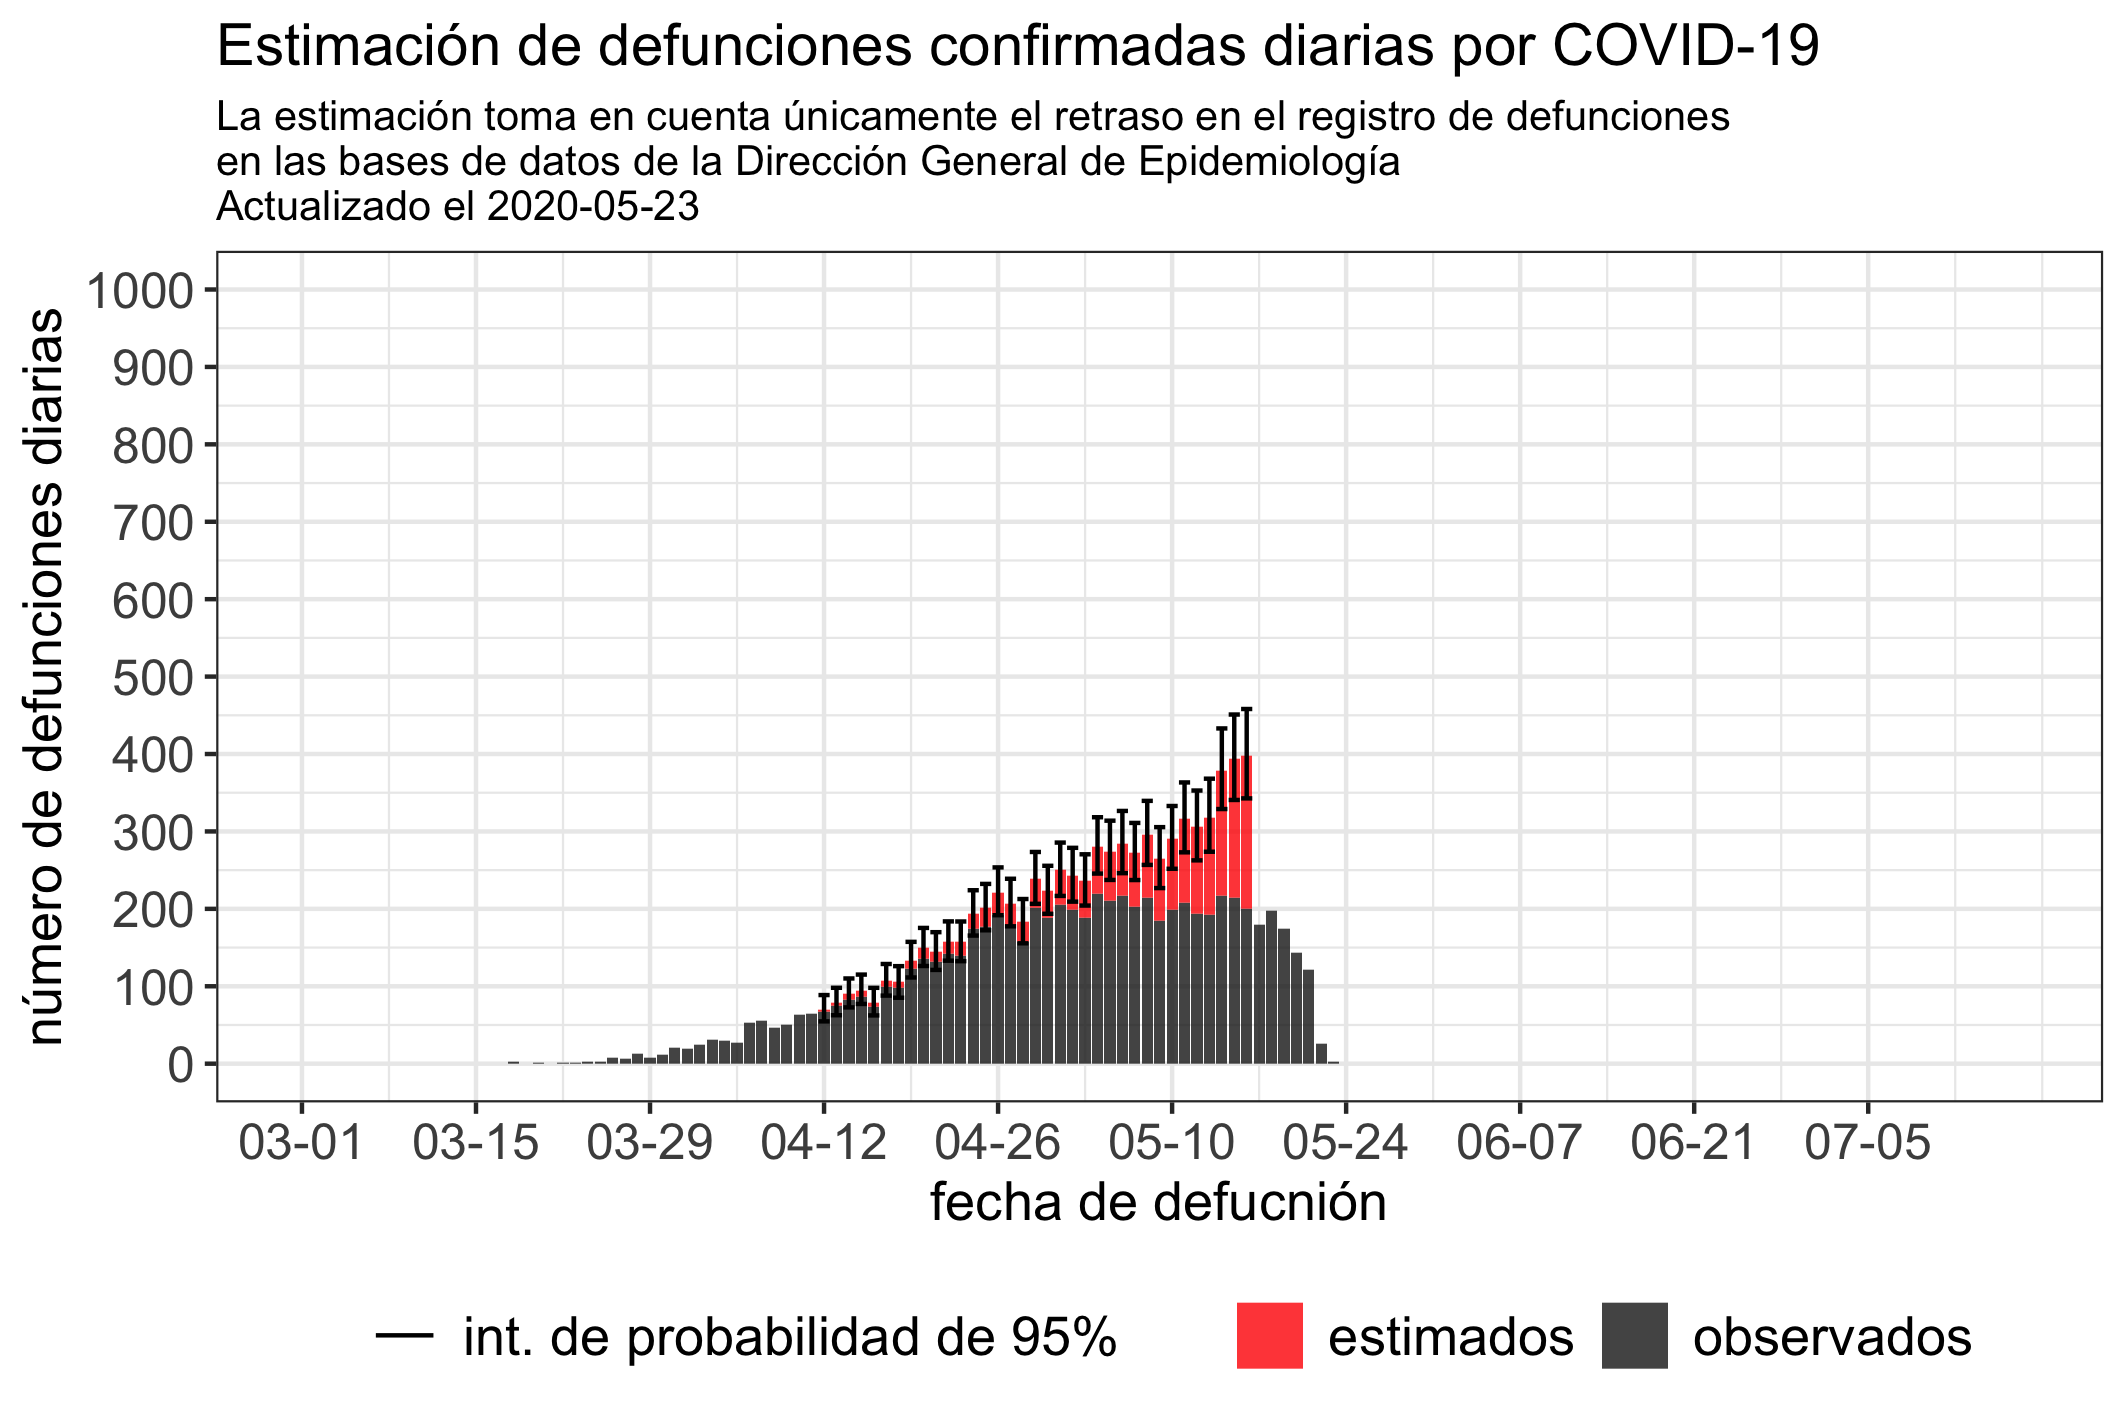 Estimación de defunciones confirmadas diarias por COVID-19
La estimación toma en cuenta únicamente el retraso en el registro de defunciones
en las bases de datos de la Dirección General de Epidemiología
Actualizado el 2020-05-23
número de defunciones diarias
1000
900
800
700
600
500
400
300
200
100
0
03-01 03-15 03-29 04-12 04-26 05-10 05-24 06-07 06-21 07-05
fecha de defucnión
int. de probabilidad de 95% estimados observados